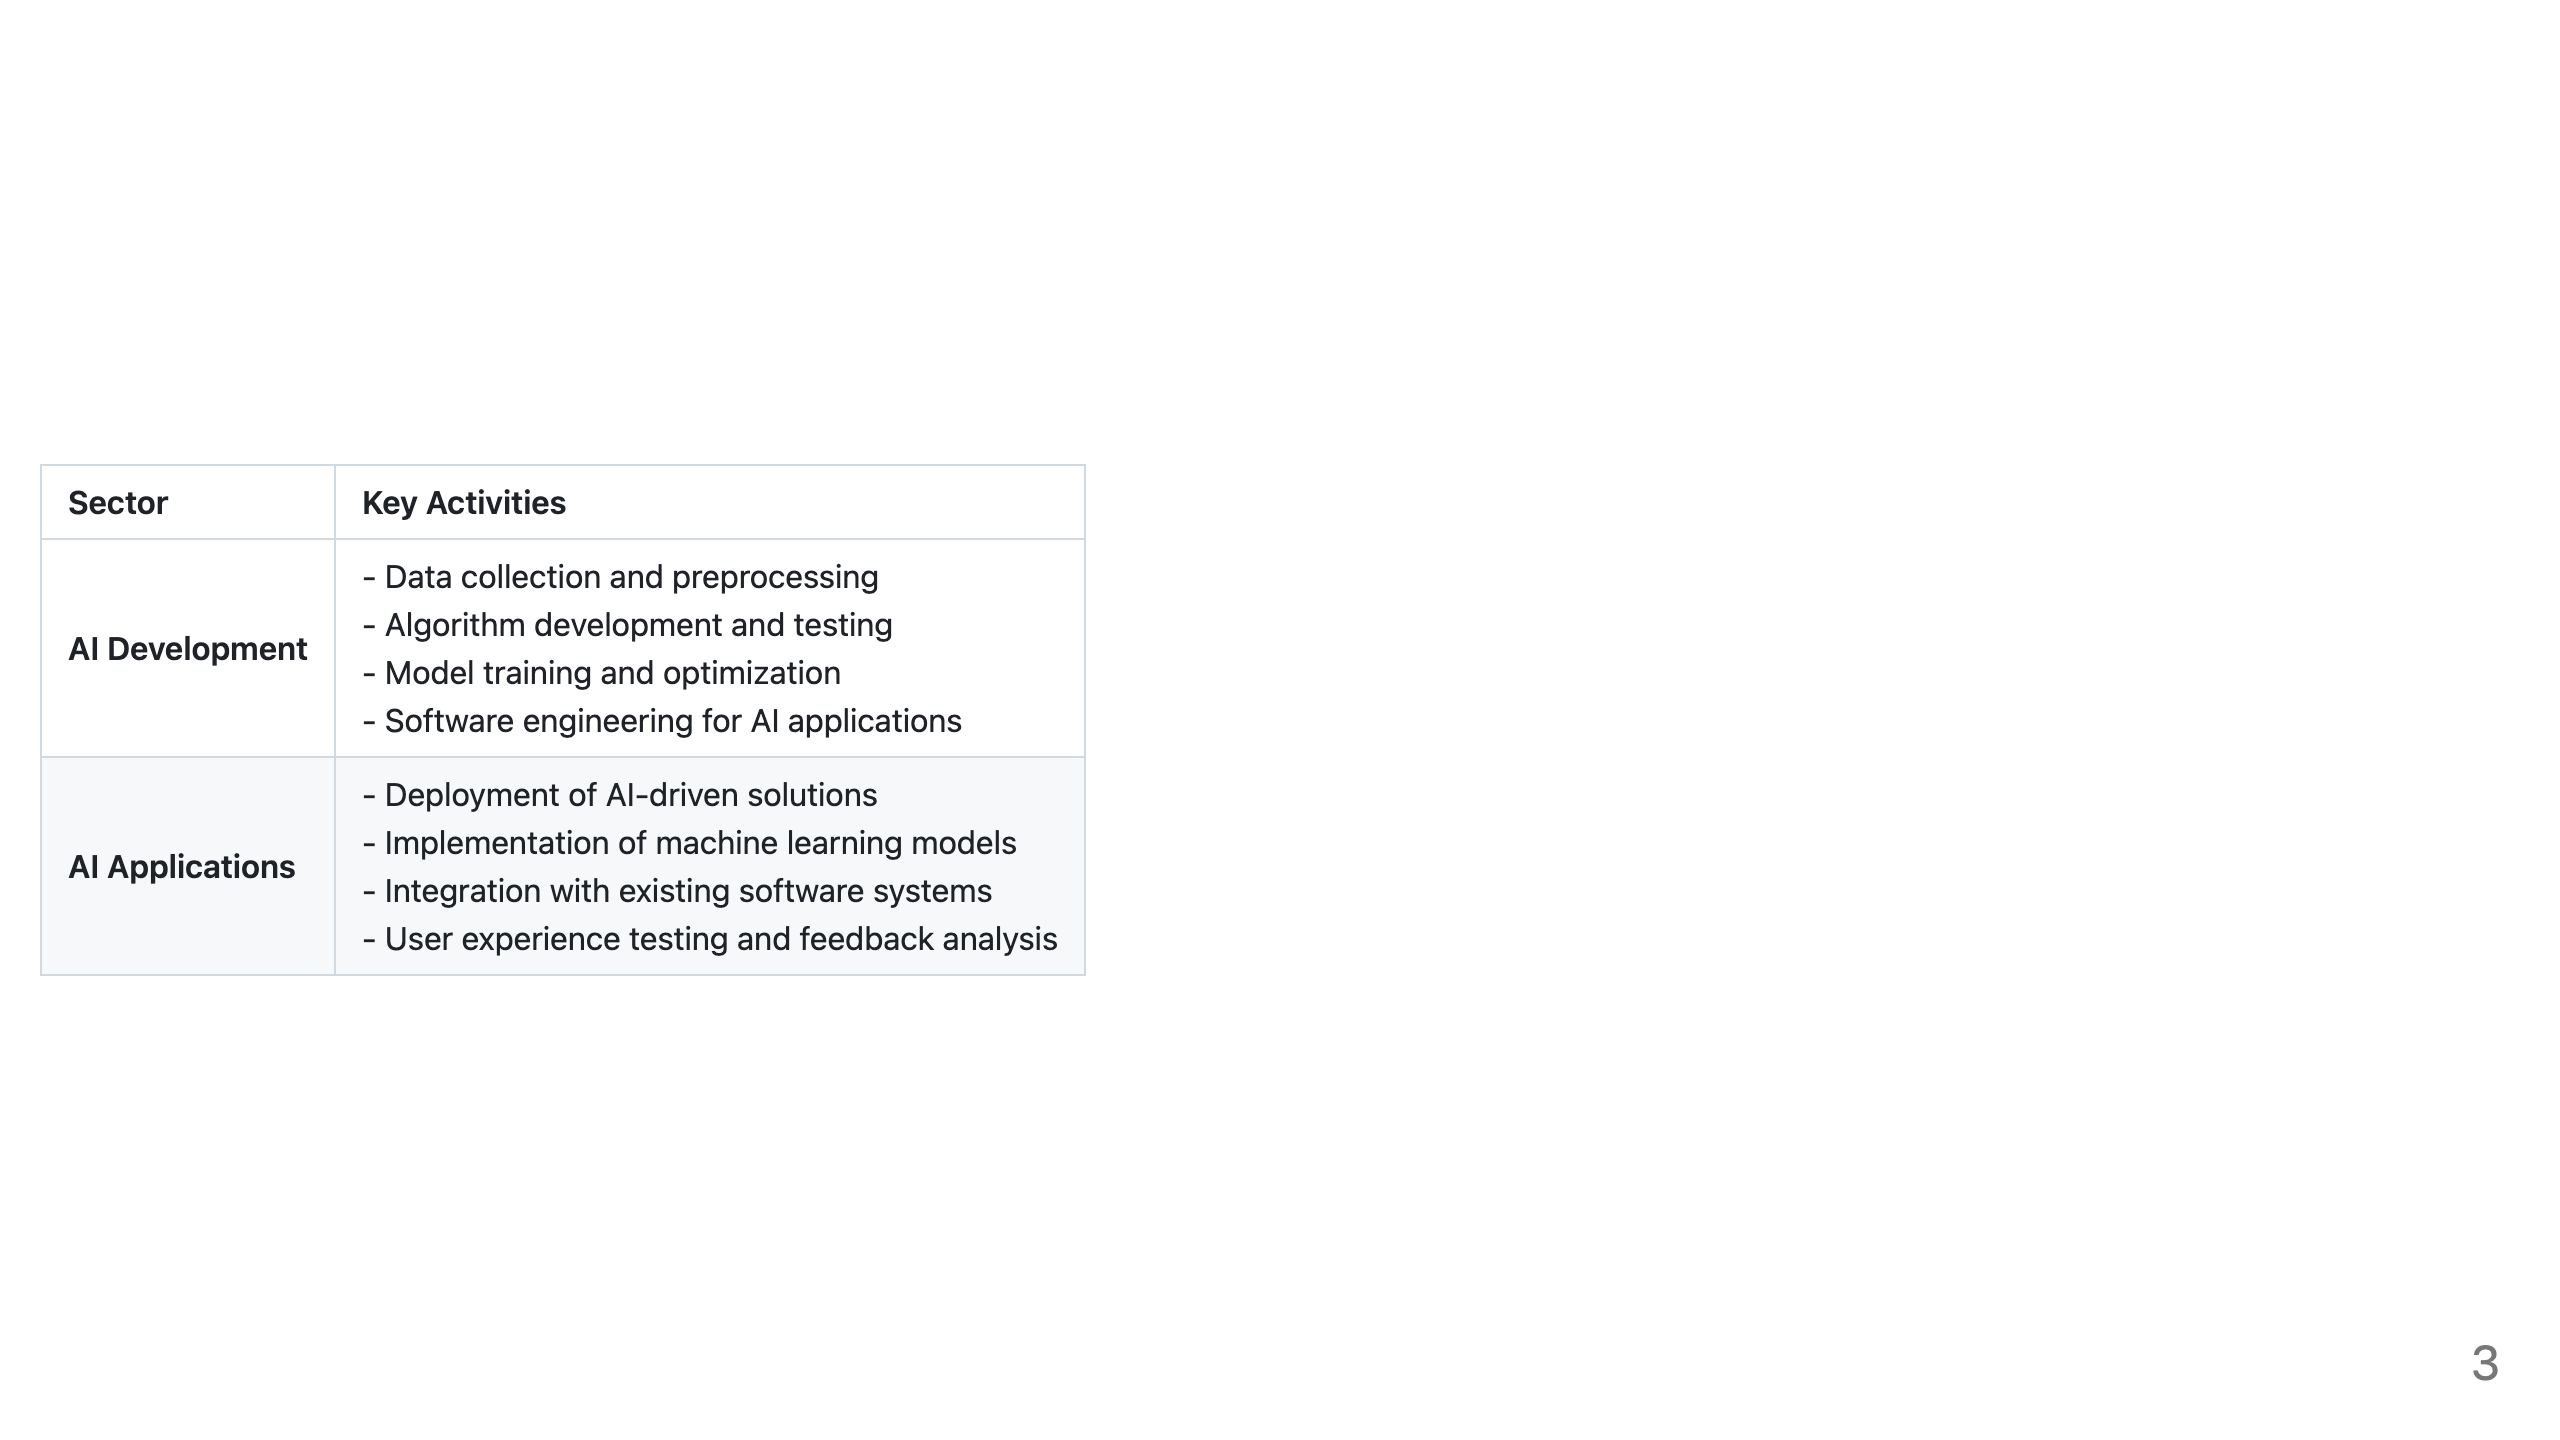 Sector
Key Activities
AI Development
- Data collection and preprocessing
- Algorithm development and testing
- Model training and optimization
- Software engineering for AI applications
AI Applications
- Deployment of AI-driven solutions
- Implementation of machine learning models
- Integration with existing software systems
- User experience testing and feedback analysis
3